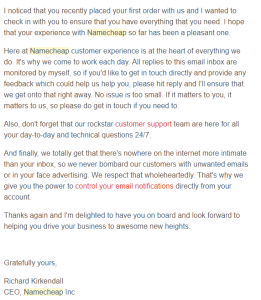 I noticed that you recently placed your first order with us and I wanted to
check in with you to ensure that you have everything that you need. I hope
that your experience with Namecheap so far has been a pleasant one.
Here at Namecheap customer experience is at the heart of everything we
do. It's why we come to work each day. All replies to this email inbox are
monitored by myself, so if you'd like to get in touch directly and provide any
feedback which could help us help you, please hit reply and I'll ensure that
we get onto that right away. No issue is too small. If it matters to you, it
matters to us, so please do get in touch if you need to.
Also, don't forget that our rockstar customer support team are here for all
your day-to-day and technical questions 24/7.
And finally, we totally get that there's nowhere on the internet more intimate
than your inbox, so we never bombard our customers with unwanted emails
or in your face advertising. We respect that wholeheartedly. That's why we
give you the power to control your email notifications directly from your
account.
Thanks again and I'm delighted to have you on board and look forward to
helping you drive your business to awesome new heights.
Gratefully yours,
Richard Kirkendall
CEO, Namecheap Inc